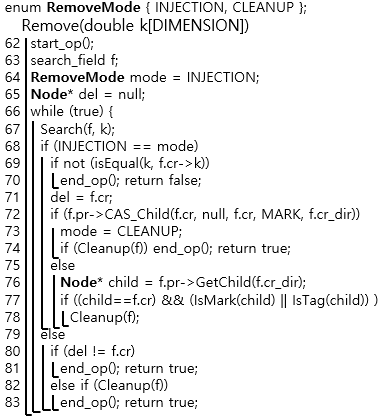 enum RemoveMode { INJECTION, CLEANUP };
Remove(double k[DIMENSION])
62 start_op();
63 search_field f;
64 RemoveMode mode = INJECTION;
65 Node* del = null;
66 while (true) {
67 Search(f, k);
68 if (INJECTION == mode)
69 if not (isEqual(k, f.cr->k))
70 end_op(); return false;
71 del = f.cr;
72 if (f.pr->CAS_Child(f.cr, null, f.cr, MARK, f.cr_dir))
73 mode = CLEANUP;
74 if (Cleanup(f)) end_op(); return true;
75 else
76 Node* child = f.pr->GetChild(f.cr_dir);
77 if ((child==f.cr) && (IsMark(child) || IsTag(child)) )
78 Cleanup(f);
79 else
80 if (del != f.cr)
81 end_op(); return true;
82 else if (Cleanup(f))
83 end_op(); return true;